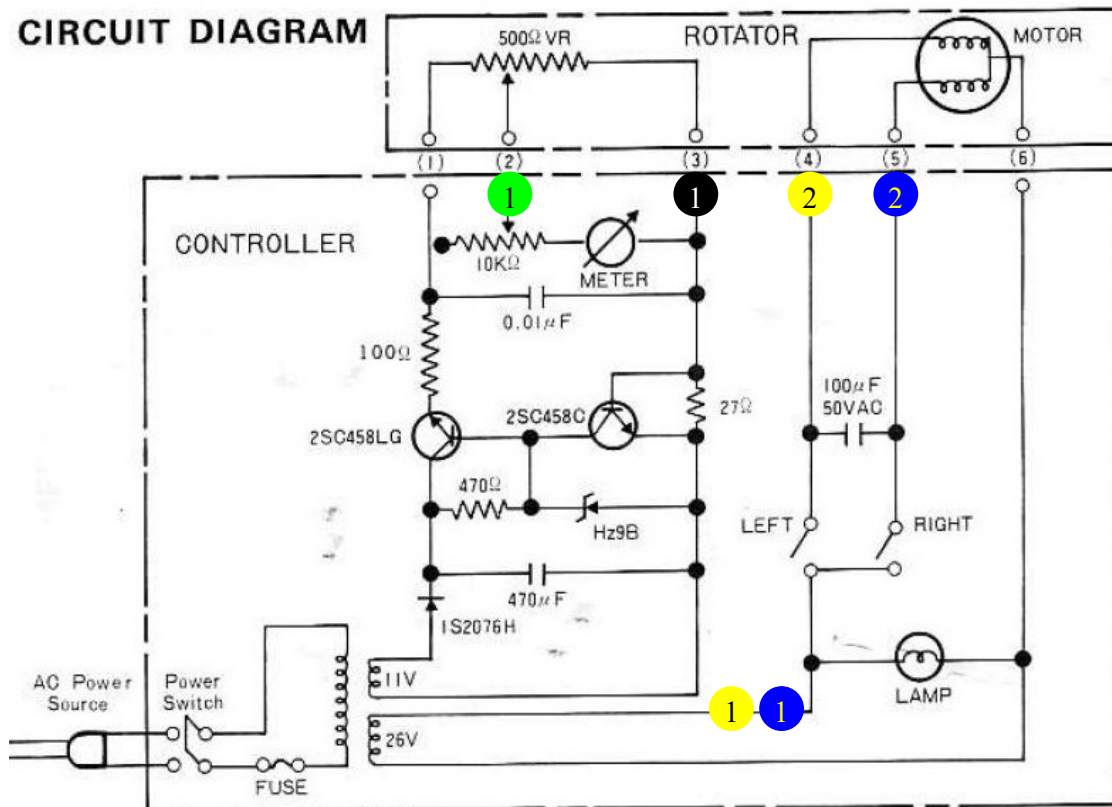 CIRCUIT DIAGRAM
500Ω VR
ROTATOR
MOTOR
(1)
(2)
(3)
(4)
(5)
(6)
1
1
2
2
CONTROLLER
10KΩ
METER
0.01μF
100Ω
2SC458LG
2SC458C
27Ω
100μF
50VAC
470Ω
Hz9B
LEFT
RIGHT
470μF
1S2076H
11V
LAMP
AC Power
Source
Power
Switch
1
1
26V
FUSE